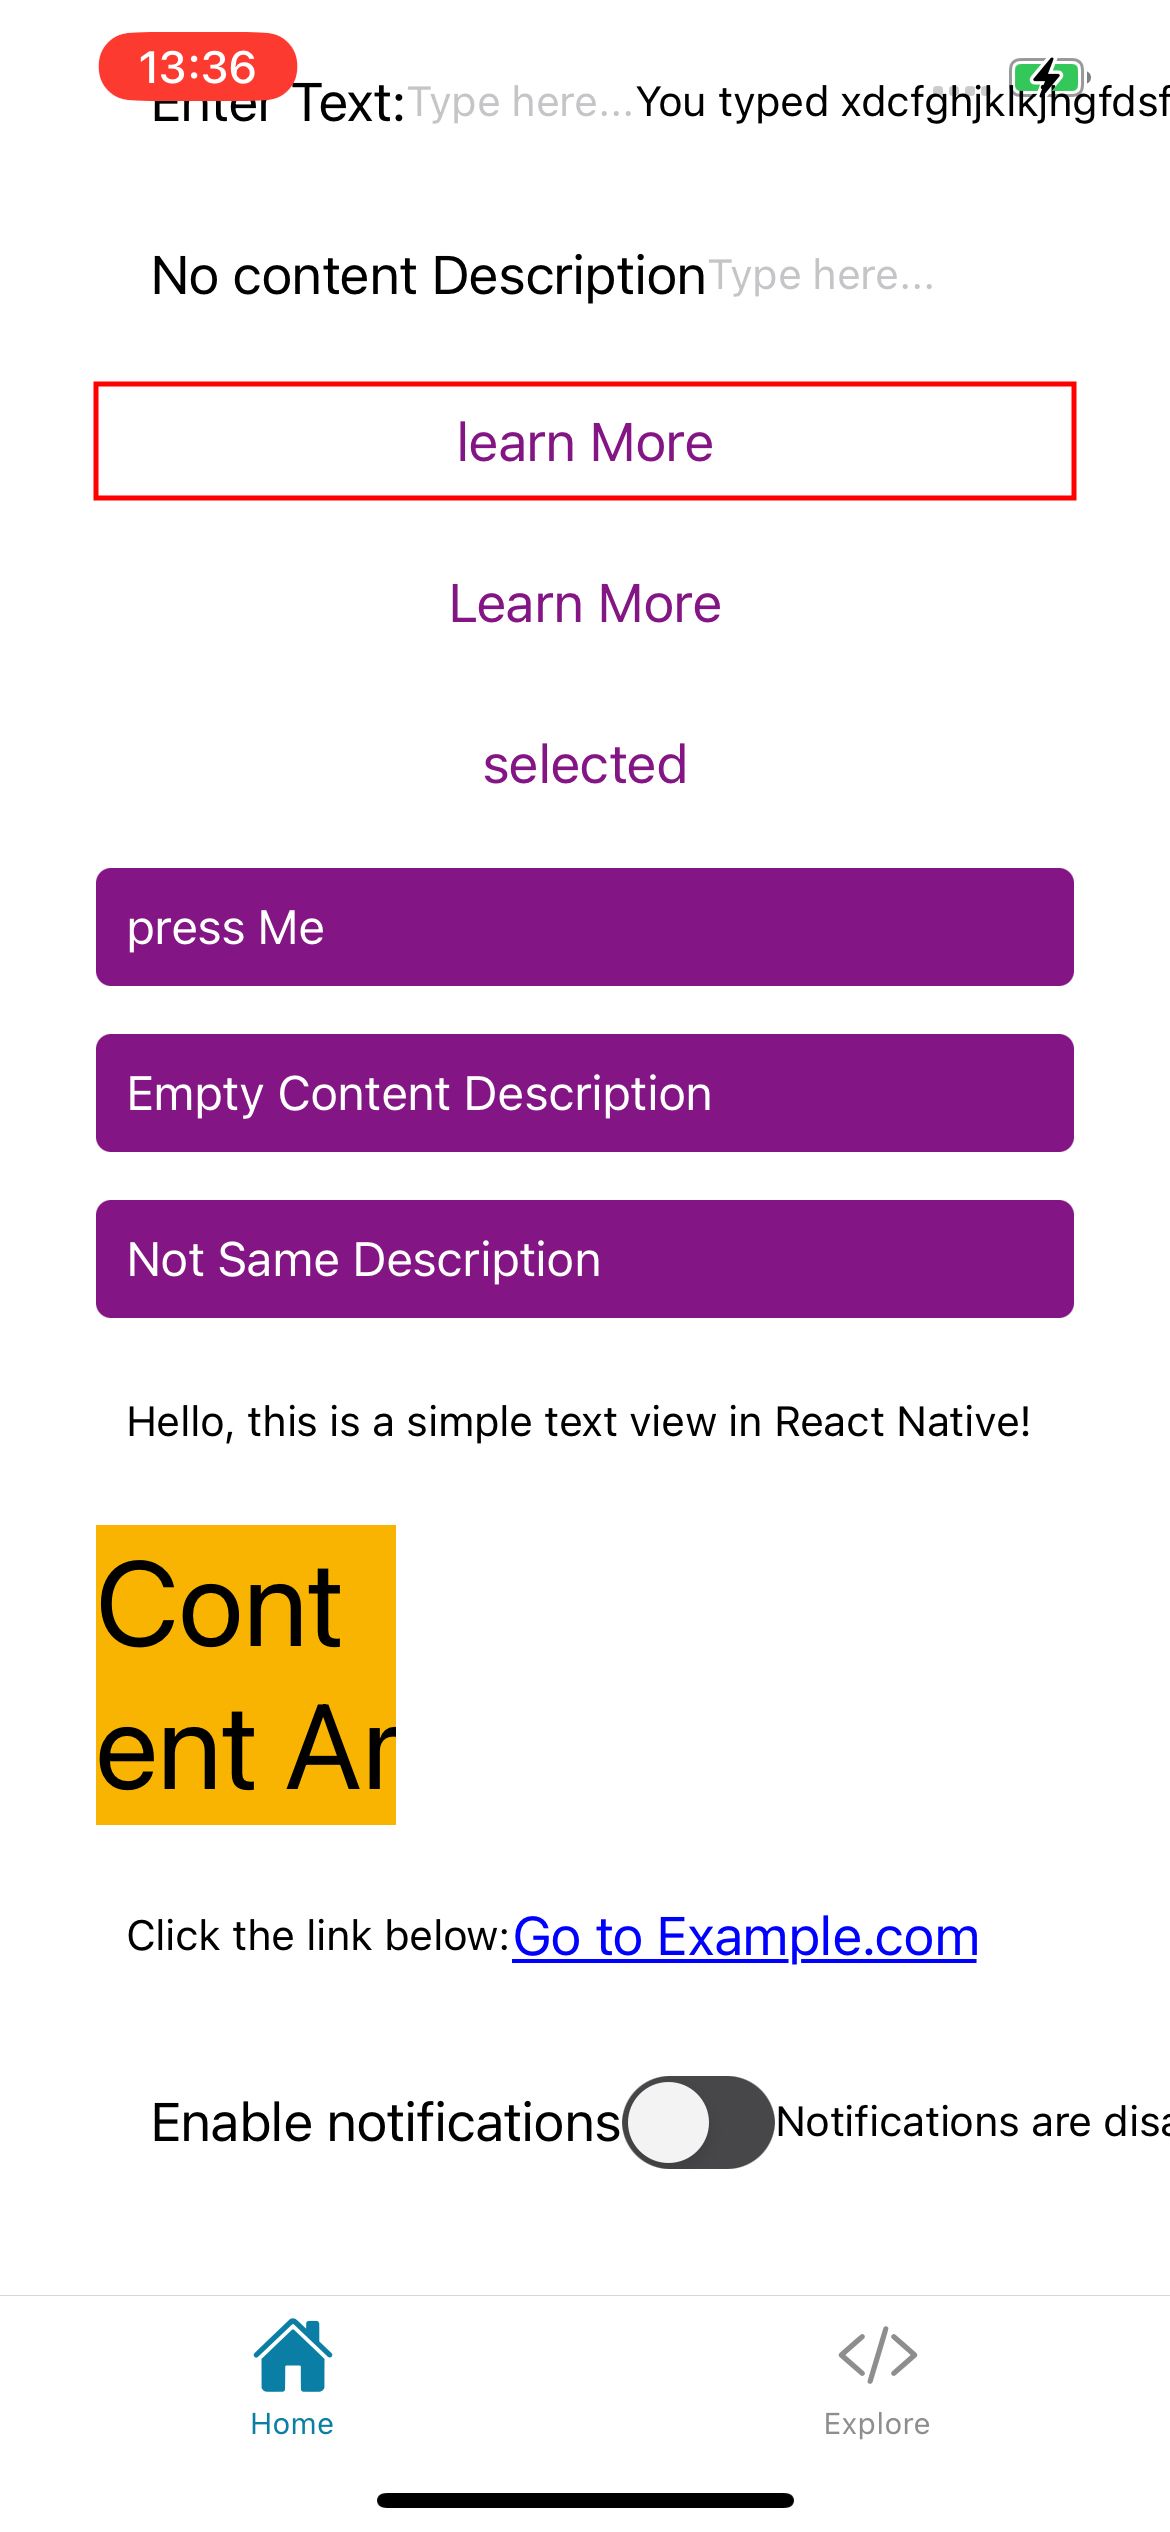 13:36
Enter Text: Type here... You typed xdcfghjklkjhgfdsf
No content Description Type here...
learn More
Learn More
selected
press Me
Empty Content Description
Not Same Description
Hello, this is a simple text view in React Native!
Cont
ent Ar
Click the link below: Go to Example.com
Enable notifications Notifications are disa
Home
Explore